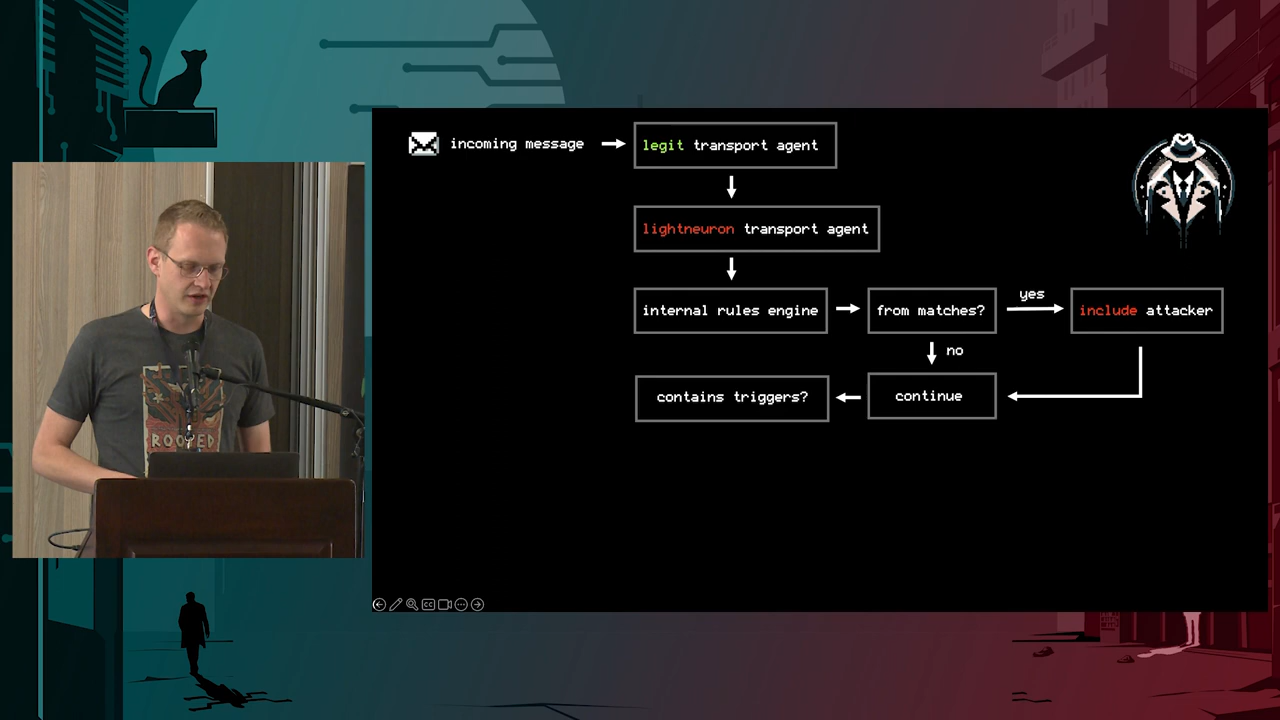 incoming message
legit transport agent
lightneuron transport agent
internal rules engine
from matches?
yes
include attacker
no
contains triggers?
continue
ROOTED
CC